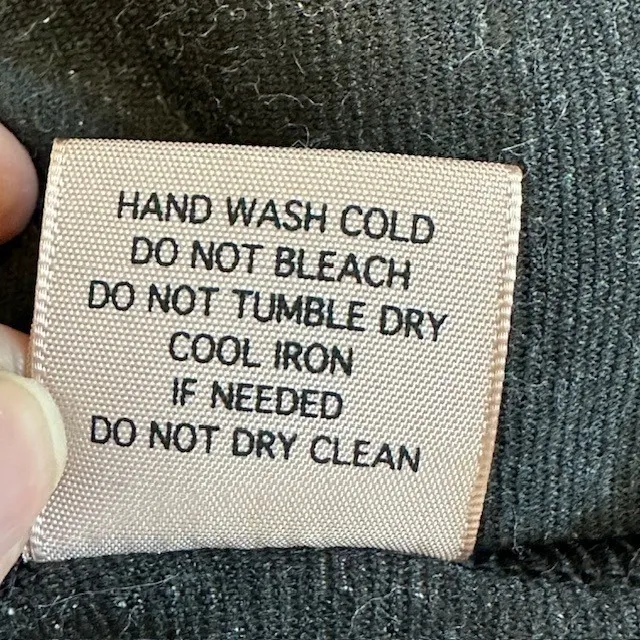 HAND WASH COLD
DO NOT BLEACH
DO NOT TUMBLE DRY
COOL IRON
IF NEEDED
DO NOT DRY CLEAN